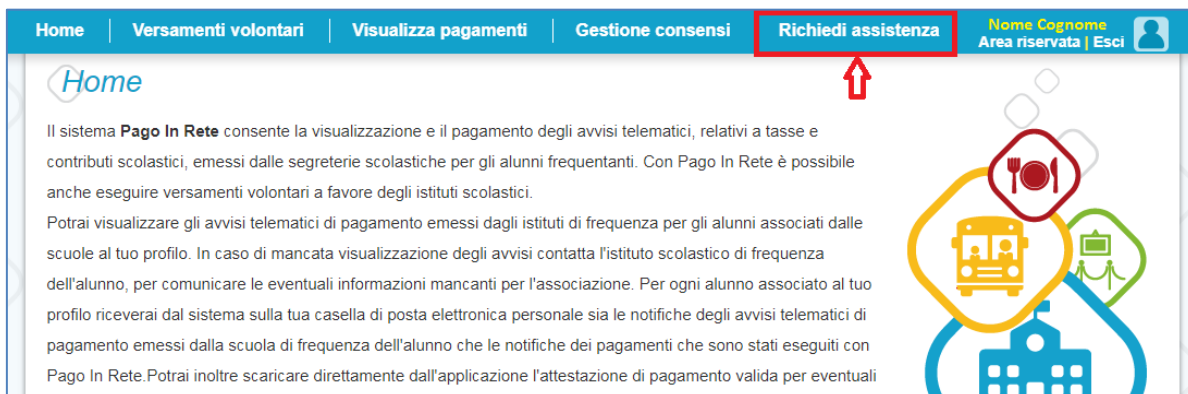 Home Versamenti volontari Visualizza pagamenti Gestione consensi Richiedi assistenza Nome Cognome
Area riservata | Esci
Home
Il sistema Pago In Rete consente la visualizzazione e il pagamento degli avvisi telematici, relativi a tasse e
contributi scolastici, emessi dalle segreterie scolastiche per gli alunni frequentanti. Con Pago In Rete è possibile
anche eseguire versamenti volontari a favore degli istituti scolastici.
Potrai visualizzare gli avvisi telematici di pagamento emessi dagli istituti di frequenza per gli alunni associati dalle
scuole al tuo profilo. In caso di mancata visualizzazione degli avvisi contatta l'istituto scolastico di frequenza
dell'alunno, per comunicare le eventuali informazioni mancanti per l'associazione. Per ogni alunno associato al tuo
profilo riceverai dal sistema sulla tua casella di posta elettronica personale sia le notifiche degli avvisi telematici di
pagamento emessi dalla scuola di frequenza dell'alunno che le notifiche dei pagamenti che sono stati eseguiti con
Pago In Rete.Potrai inoltre scaricare direttamente dall'applicazione l'attestazione di pagamento valida per eventuali